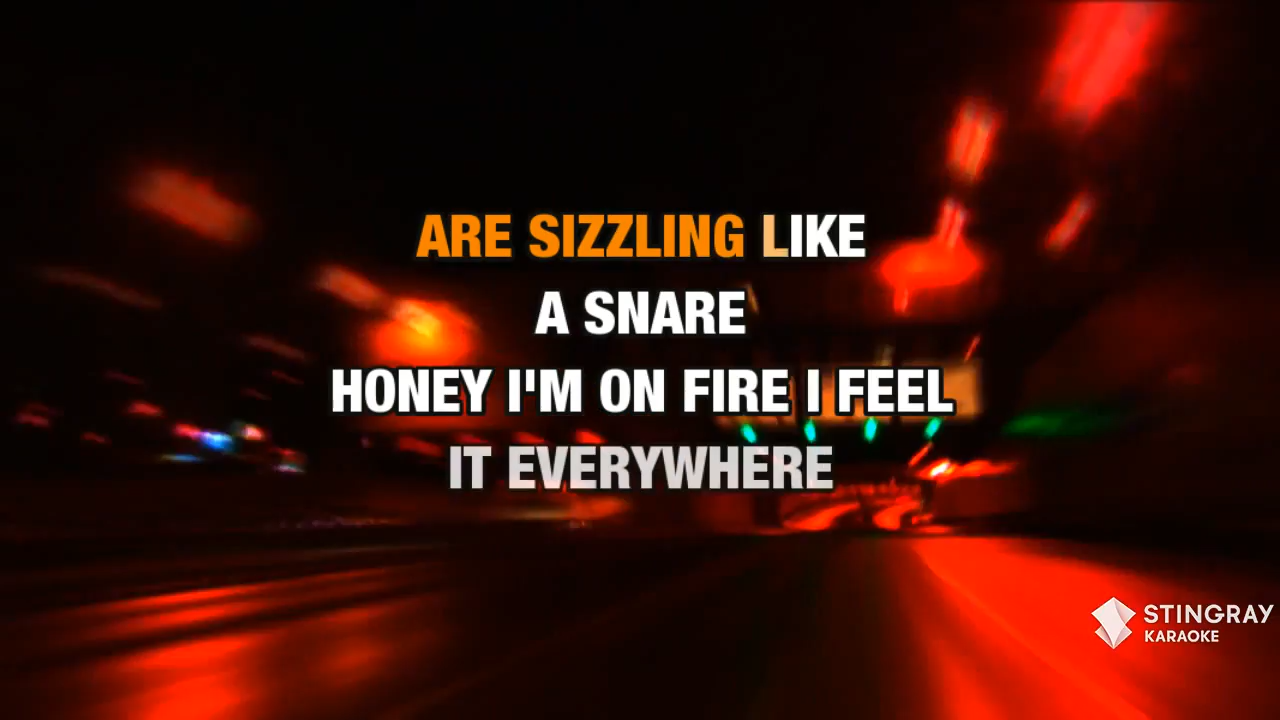 ARE SIZZLING LIKE
A SNARE
HONEY I'M ON FIRE I FEEL
IT EVERYWHERE
STINGRAY
KARAOKE